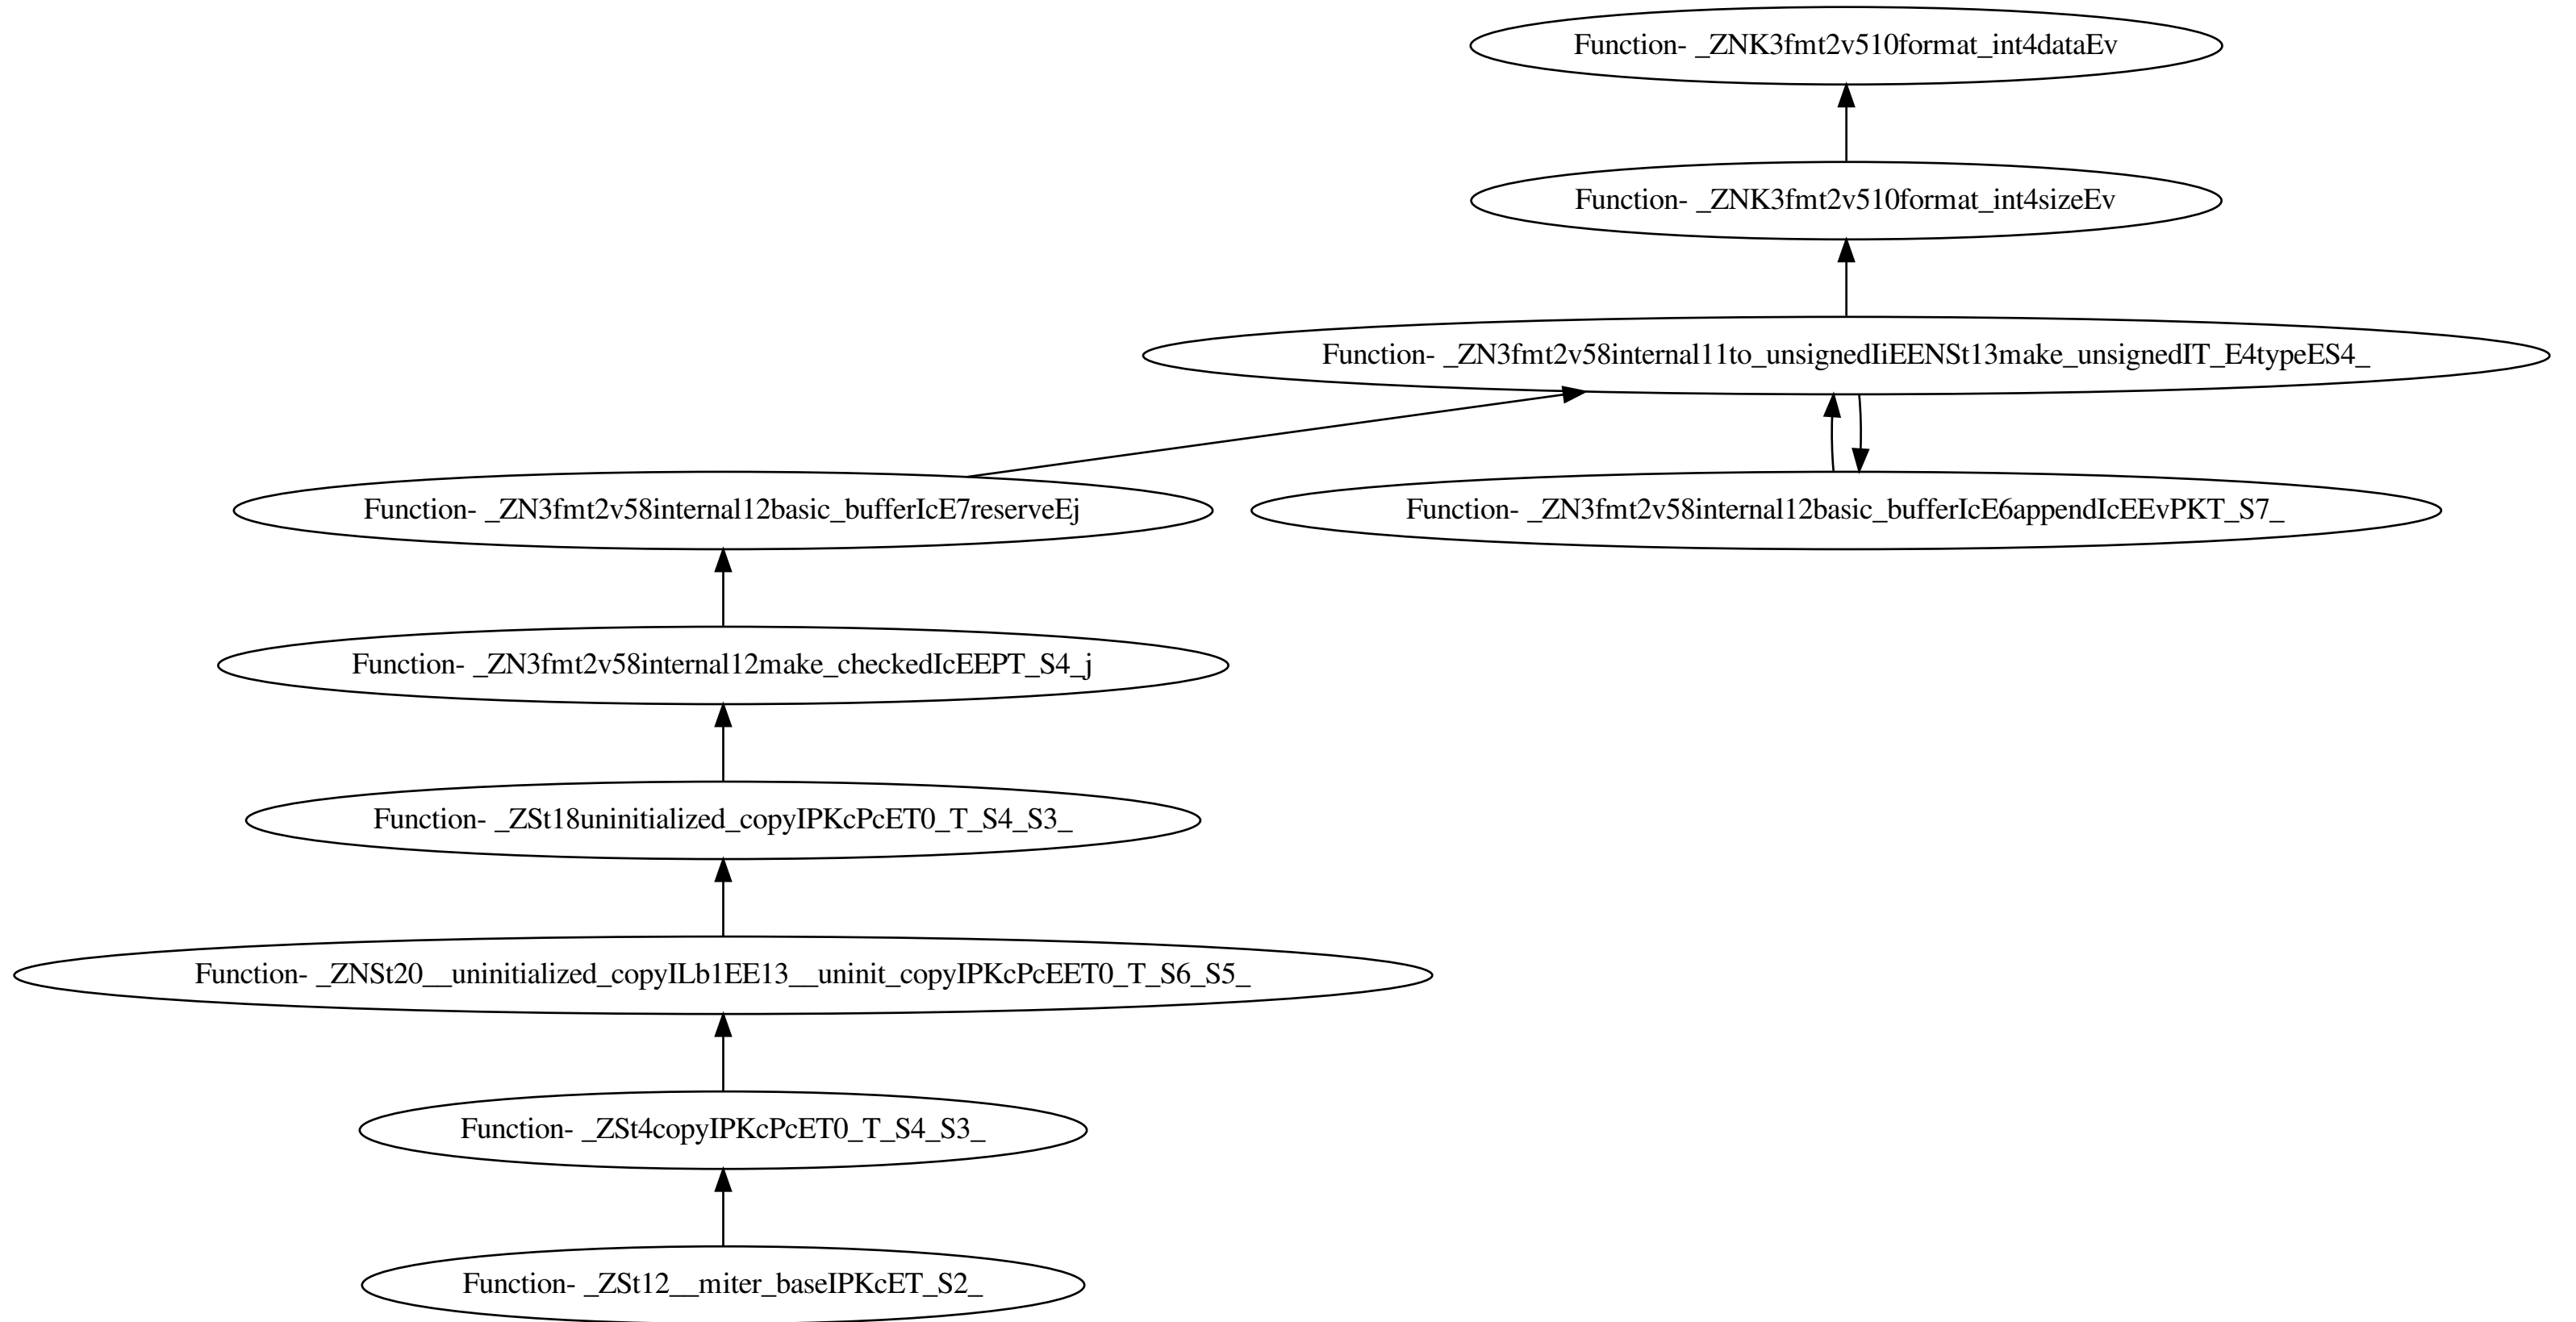 Function- _ZNK3fmt2v510format_int4dataEv
Function- _ZNK3fmt2v510format_int4sizeEv
Function- _ZN3fmt2v58internal11to_unsignedIiEENSt13make_unsignedIT_E4typeES4_
Function- _ZN3fmt2v58internal12basic_bufferIcE7reserveEj
Function- _ZN3fmt2v58internal12basic_bufferIcE6appendIcEEvPKT_S7_
Function- _ZN3fmt2v58internal12make_checkedIcEEPT_S4_j
Function- _ZSt18uninitialized_copyIPKcPcET0_T_S4_S3_
Function- _ZNSt20__uninitialized_copyILb1EE13__uninit_copyIPKcPcEET0_T_S6_S5_
Function- _ZSt4copyIPKcPcET0_T_S4_S3_
Function- _ZSt12__miter_baseIPKcET_S2_